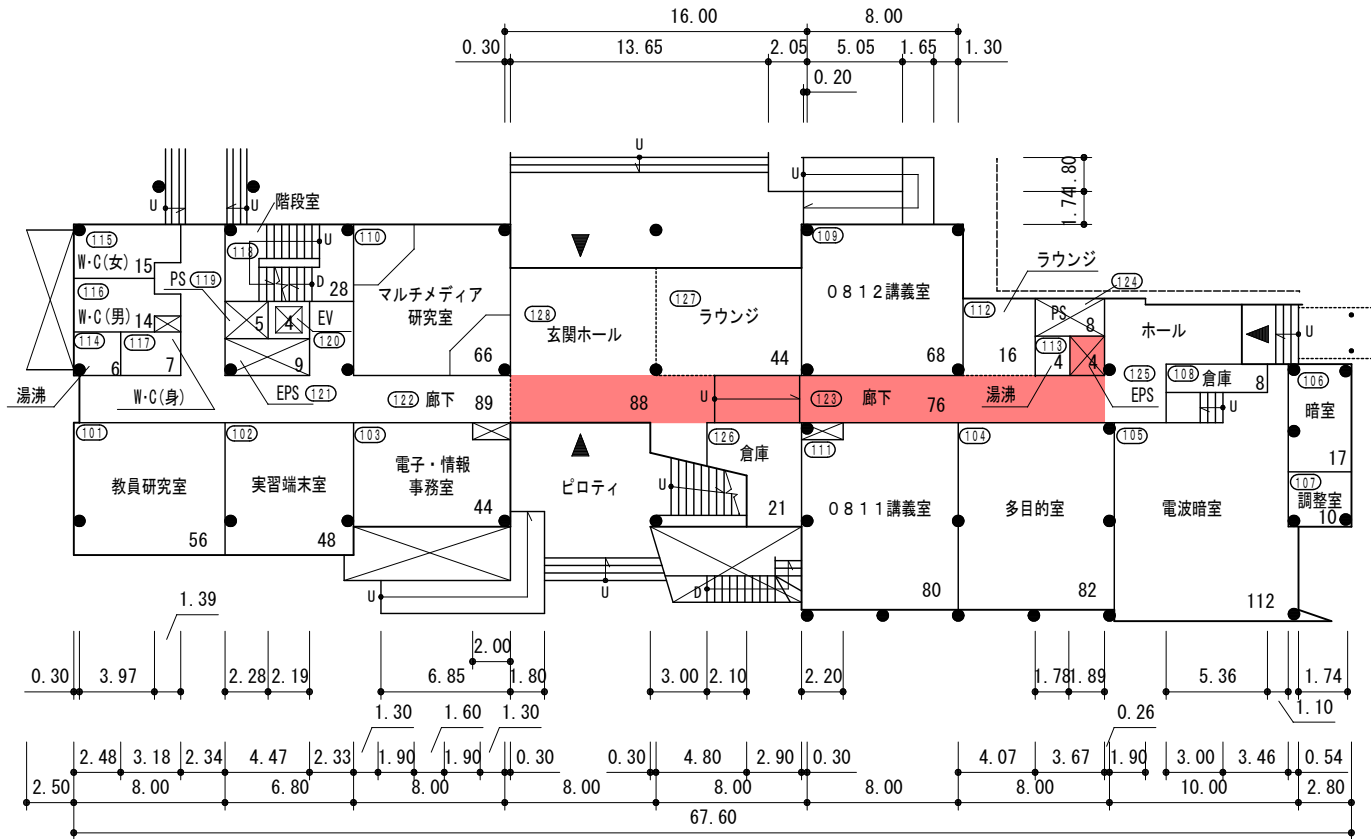 16.00
8.00
0.30
13.65
2.05
5.05
1.65
1.30
0.20
1.80
1.74
U
U
U
U
階段室
115
W・C(女)
15
116
W・C(男)
14
114
6
117
7
湯沸
W・C(身)
PS
119
118
U
D
28
5
4
EV
120
9
EPS
121
110
マルチメディア
研究室
66
128
玄関ホール
127
ラウンジ
44
109
0812講義室
68
ラウンジ
112
16
124
PS
8
113
4
4
湯沸
EPS
ホール
125
U
108
倉庫
8
U
106
暗室
17
107
調整室
10
122
廊下
89
88
U
123
廊下
76
101
教員研究室
56
102
実習端末室
48
103
電子・情報
事務室
44
ピロティ
U
126
倉庫
21
111
0811講義室
80
104
多目的室
82
105
電波暗室
112
U
U
D
1.39
2.00
0.30
3.97
2.28
2.19
6.85
1.80
3.00
2.10
2.20
1.78
1.89
5.36
1.74
1.10
1.30
1.60
1.30
0.26
2.48
3.18
2.34
4.47
2.33
1.90
1.90
0.30
0.30
4.80
2.90
0.30
4.07
3.67
1.90
3.00
3.46
0.54
2.50
8.00
6.80
8.00
8.00
8.00
8.00
8.00
10.00
2.80
67.60